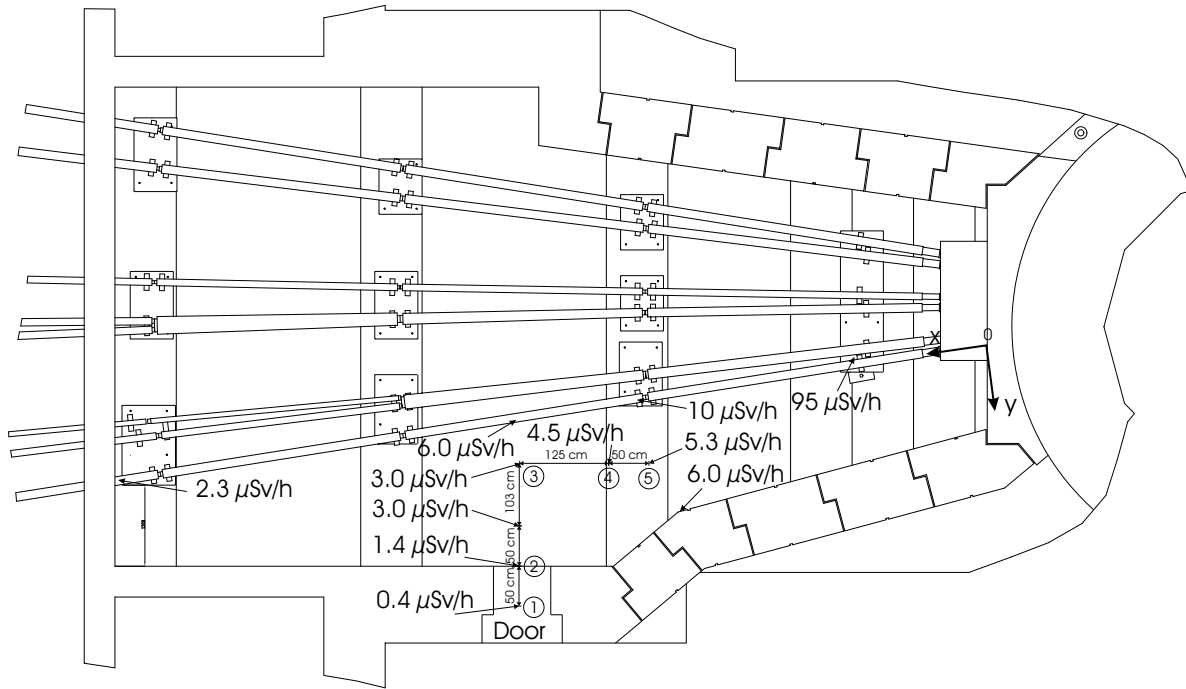 0
X
y
95 µSv/h
10 µSv/h
4.5 µSv/h
6.0 µSv/h
125 cm
50 cm
5.3 µSv/h
3.0 µSv/h
3
4
5
6.0 µSv/h
2.3 µSv/h
103 cm
3.0 µSv/h
50 cm
1.4 µSv/h
2
50 cm
0.4 µSv/h
1
Door